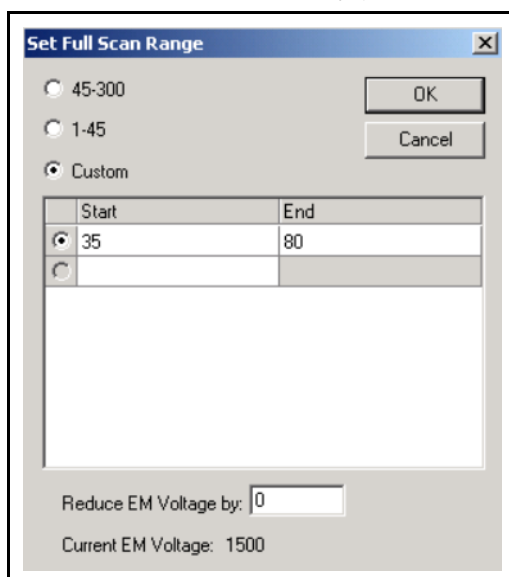 Set Full Scan Range
45-300
OK
1-45
Cancel
Custom
Start End
35 80
Reduce EM Voltage by: 0
Current EM Voltage: 1500